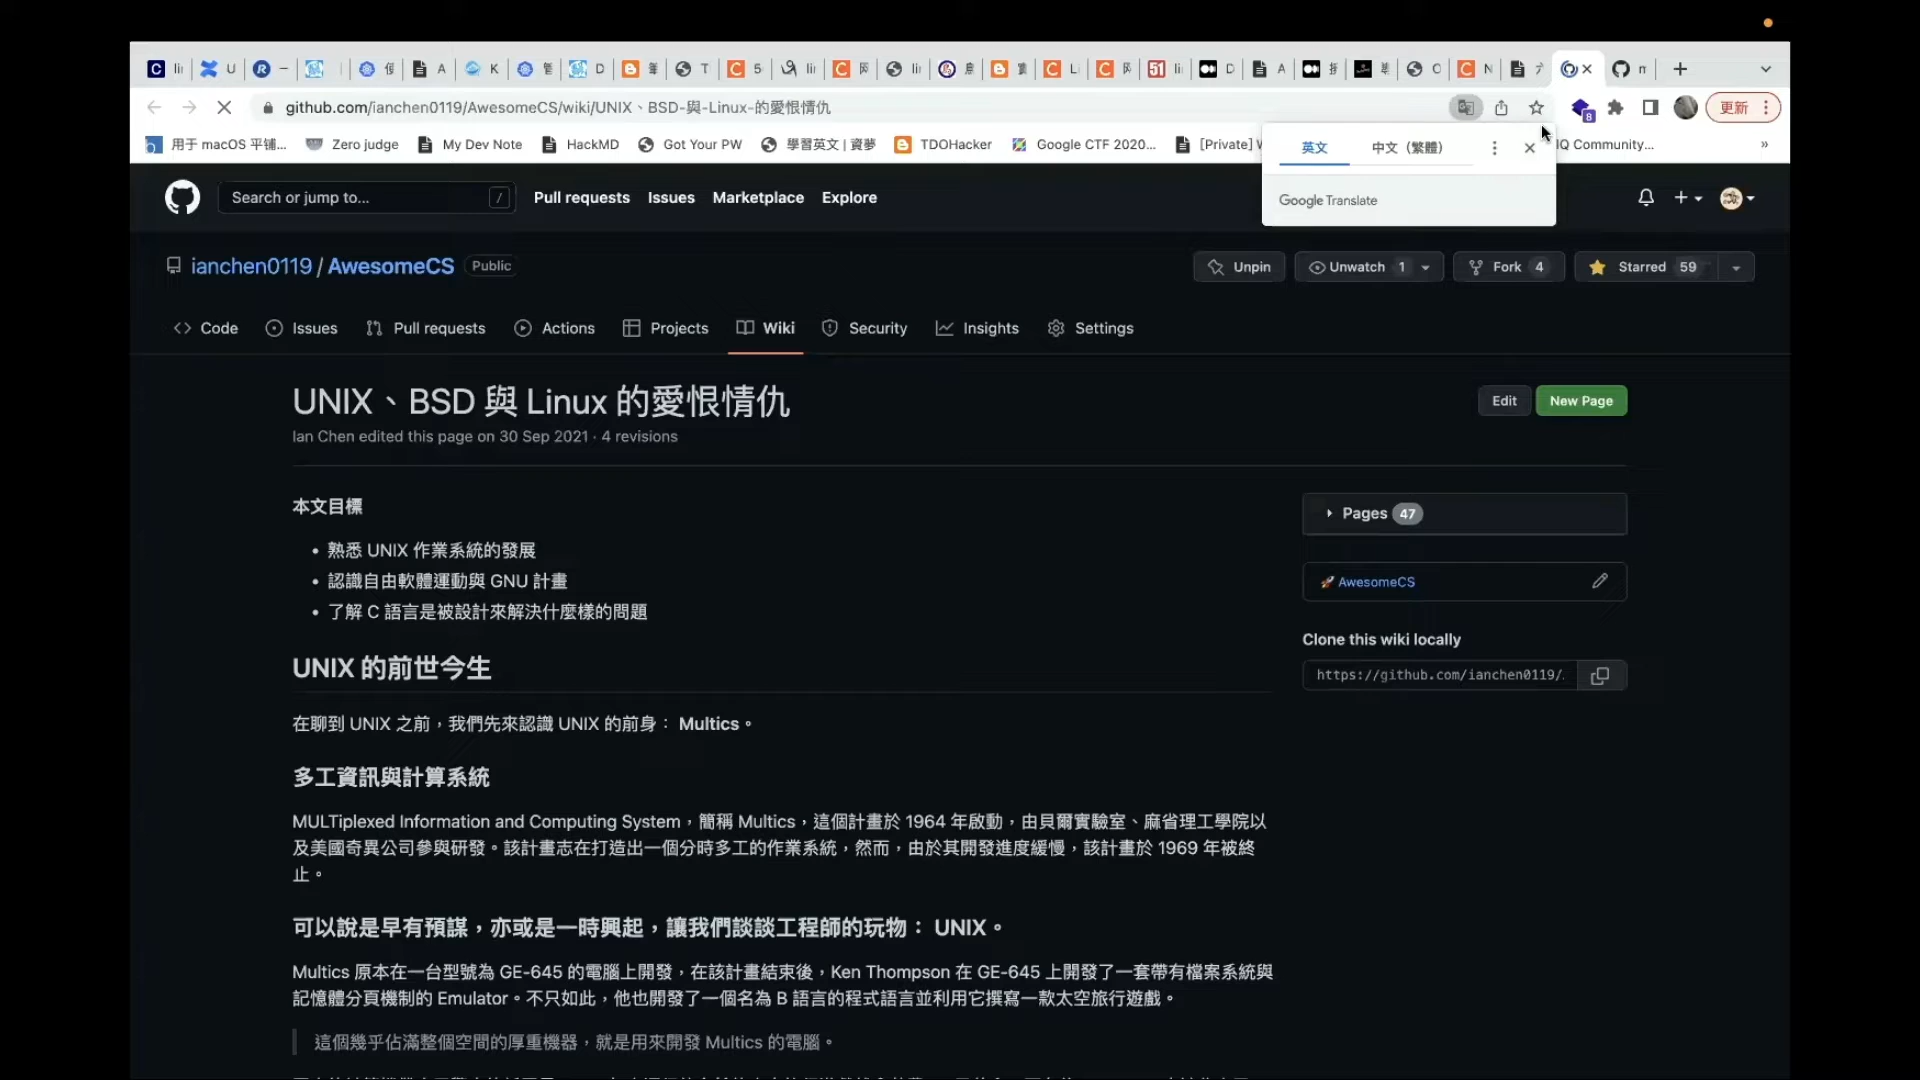 github.com/ianchen0119/AwesomeCS/wiki/UNIX、BSD-與-Linux-的愛恨情仇
更新
用于 macOS 平铺... Zero judge My Dev Note HackMD Got Your PW 學習英文 | 資夢 TDOHacker Google CTF 2020... [Private] IQ Community... »
英文 中文（繁體）
Google Translate
Search or jump to... / Pull requests Issues Marketplace Explore
ianchen0119 / AwesomeCS Public
Unpin Unwatch 1 Fork 4 Starred 59
Code Issues Pull requests Actions Projects Wiki Security Insights Settings
UNIX、BSD 與 Linux 的愛恨情仇
Edit New Page
Ian Chen edited this page on 30 Sep 2021 · 4 revisions
本文目標
• 熟悉 UNIX 作業系統的發展
• 認識自由軟體運動與 GNU 計畫
• 了解 C 語言是被設計來解決什麼樣的問題
Pages 47
🚀 AwesomeCS
Clone this wiki locally
https://github.com/ianchen0119/.
UNIX 的前世今生
在聊到 UNIX 之前，我們先來認識 UNIX 的前身： Multics。
多工資訊與計算系統
MULTiplexed Information and Computing System，簡稱 Multics，這個計畫於 1964 年啟動，由貝爾實驗室、麻省理工學院以
及美國奇異公司參與研發。該計畫志在打造出一個分時多工的作業系統，然而，由於其開發進度緩慢，該計畫於 1969 年被終
止。
可以說是早有預謀，亦或是一時興起，讓我們談談工程師的玩物： UNIX。
Multics 原本在一台型號為 GE-645 的電腦上開發，在該計畫結束後，Ken Thompson 在 GE-645 上開發了一套帶有檔案系統與
記憶體分頁機制的 Emulator。不只如此，他也開發了一個名為 B 語言的程式語言並利用它撰寫一款太空旅行遊戲。
這個幾乎佔滿整個空間的厚重機器，就是用來開發 Multics 的電腦。